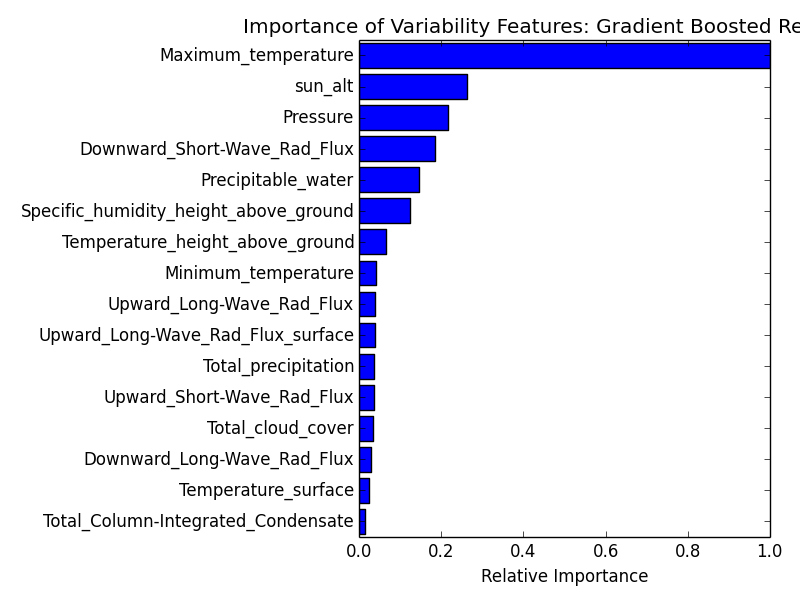 Importance of Variability Features: Gradient Boosted Re
Maximum_temperature
sun_alt
Pressure
Downward_Short-Wave_Rad_Flux
Precipitable_water
Specific_humidity_height_above_ground
Temperature_height_above_ground
Minimum_temperature
Upward_Long-Wave_Rad_Flux
Upward_Long-Wave_Rad_Flux_surface
Total_precipitation
Upward_Short-Wave_Rad_Flux
Total_cloud_cover
Downward_Long-Wave_Rad_Flux
Temperature_surface
Total_Column-Integrated_Condensate
0.0 0.2 0.4 0.6 0.8 1.0
Relative Importance